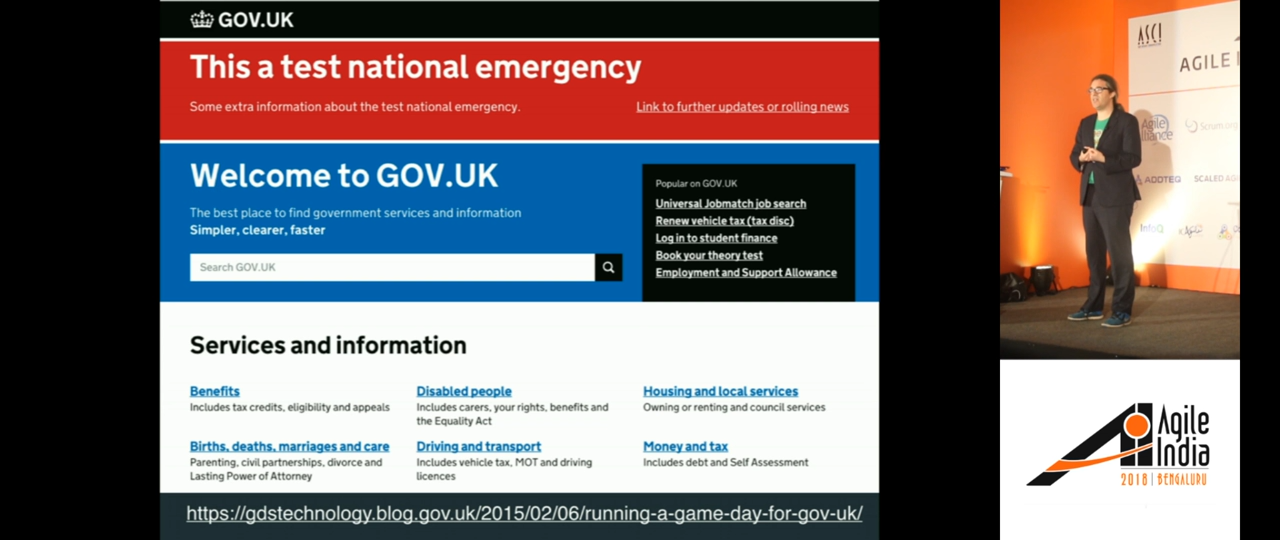 GOV.UK
This a test national emergency
Some extra information about the test national emergency.
Link to further updates or rolling news
Welcome to GOV.UK
The best place to find government services and information
Simpler, clearer, faster
Search GOV.UK
Popular on GOV.UK
Universal Jobmatch job search
Renew vehicle tax (tax disc)
Log in to student finance
Book your theory test
Employment and Support Allowance
Services and information
Benefits
Includes tax credits, eligibility and appeals
Disabled people
Includes carers, your rights, benefits and
the Equality Act
Housing and local services
Owning or renting and council services
Births, deaths, marriages and care
Parenting, civil partnerships, divorce and
Lasting Power of Attorney
Driving and transport
Includes vehicle tax, MOT and driving
licences
Money and tax
Includes debt and Self Assessment
https://gdstechnology.blog.gov.uk/2015/02/06/running-a-game-day-for-gov-uk/
ASCI
AGILE
Agile
Alliance
Scrum.org
ADDTEQ
SCALED
InfoQ
Agile
India
2018 | BENGALURU